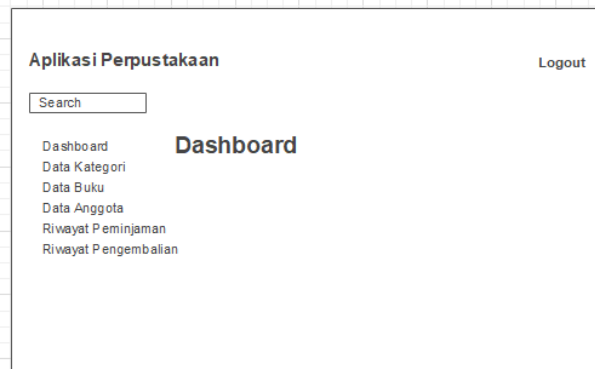 Aplikasi Perpustakaan
Logout
Search
Dashboard
Dashboard
Data Kategori
Data Buku
Data Anggota
Riwayat Peminjaman
Riwayat Pengembalian